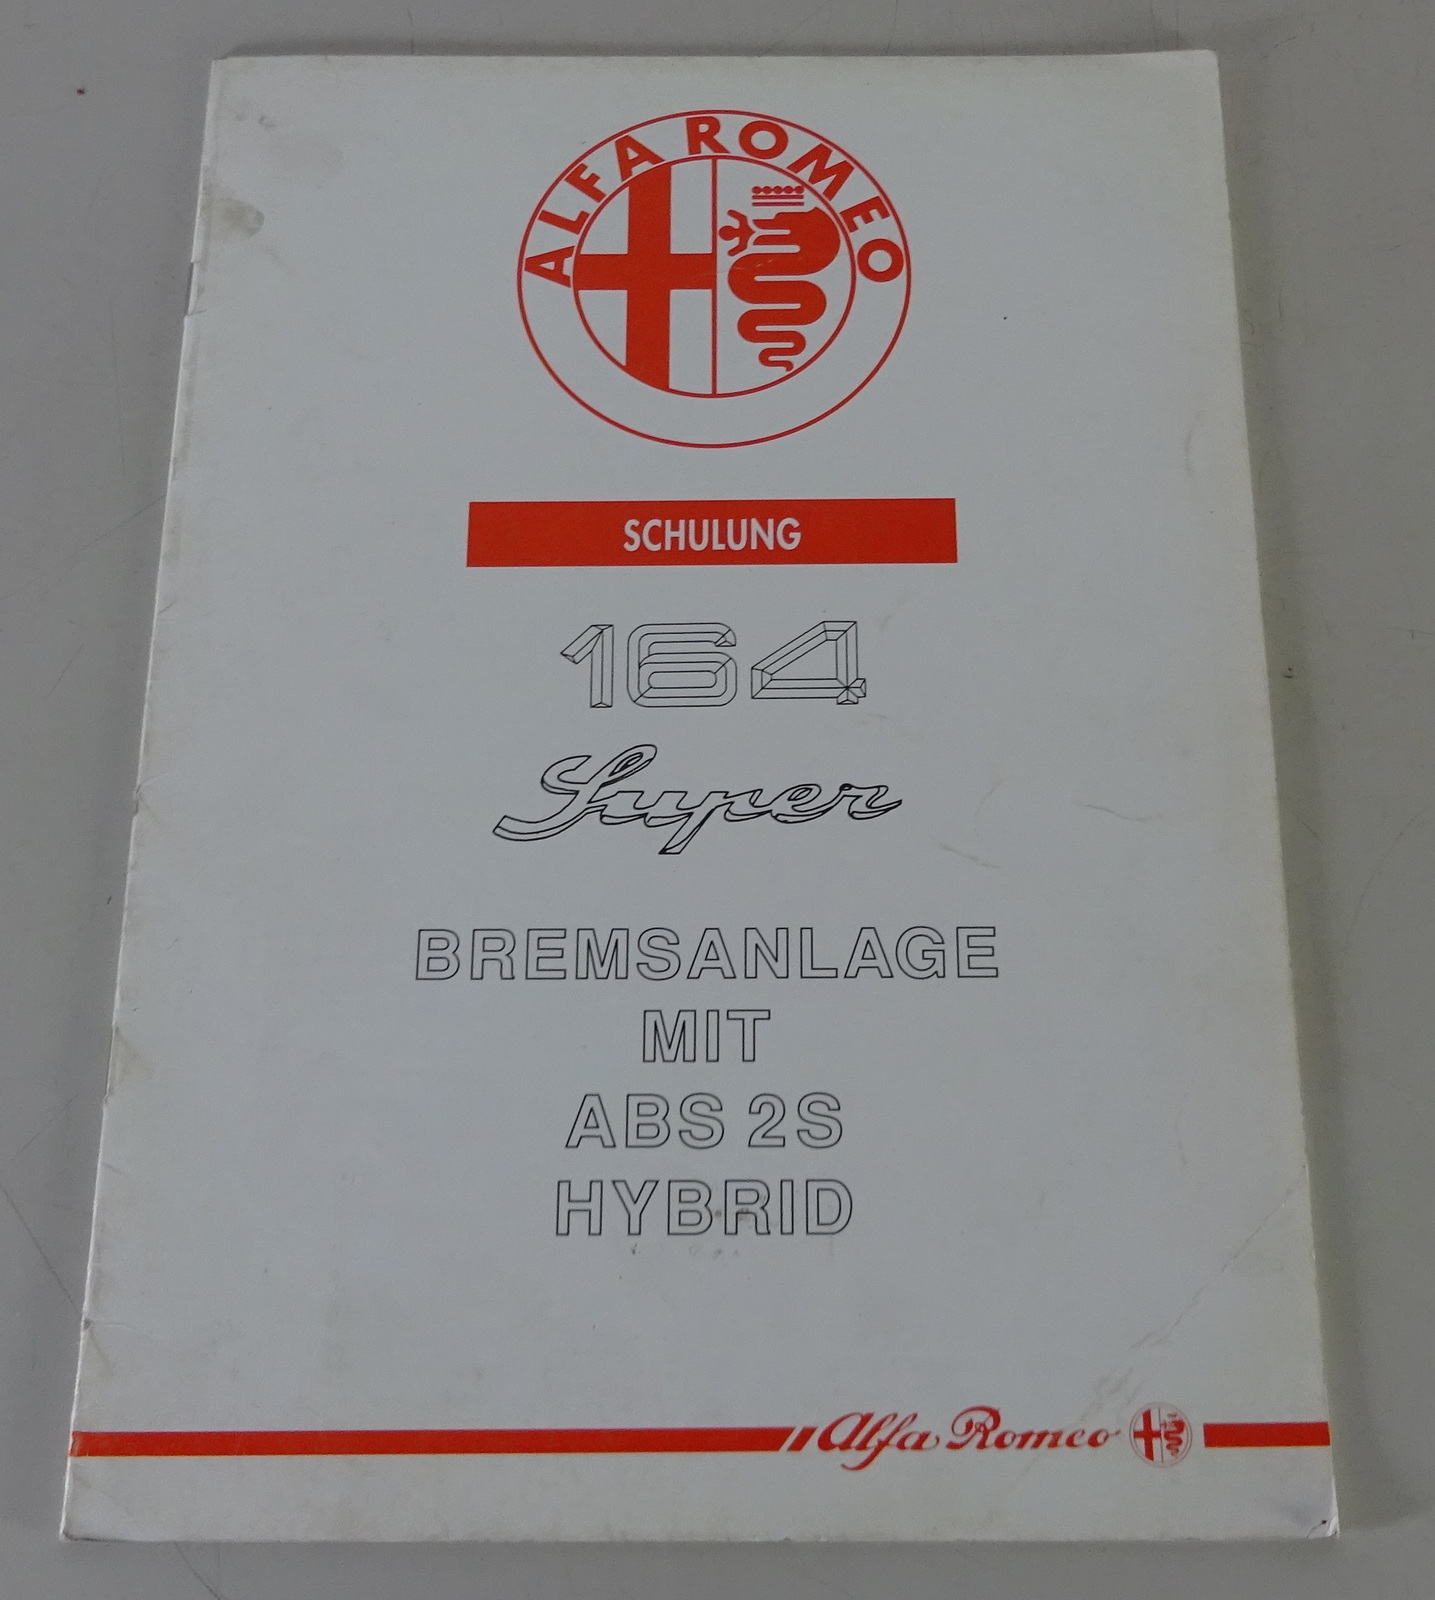 ALFA ROMEO
SCHULUNG
164
Super
BREMSANLAGE
MIT
ABS 2S
HYBRID
Alfa Romeo